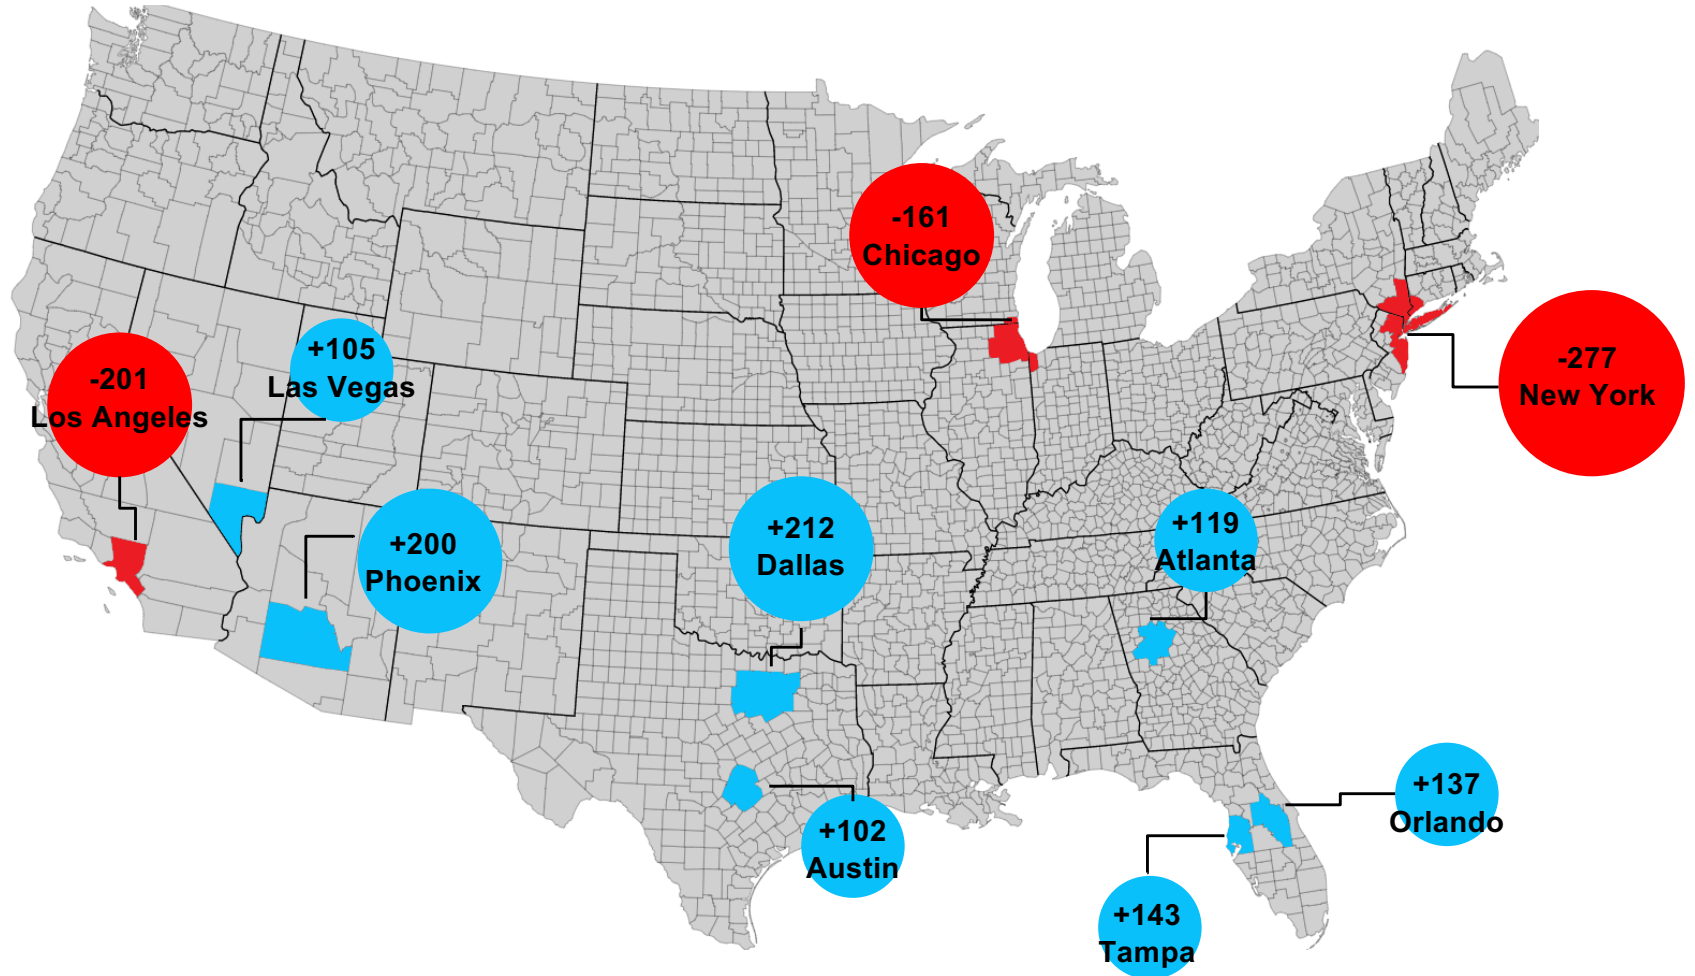 -161
Chicago
-277
New York
+105
Las Vegas
-201
Los Angeles
+212
Dallas
+119
Atlanta
+200
Phoenix
+137
Orlando
+102
Austin
+143
Tampa